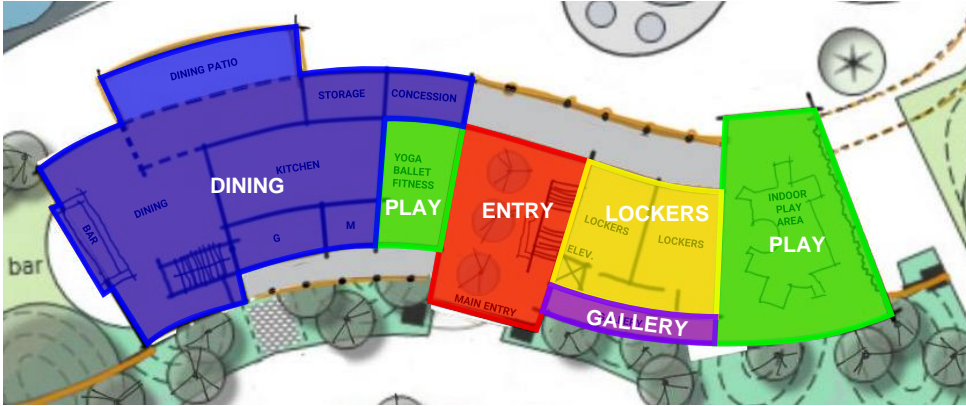 DINING PATIO
STORAGE
CONCESSION
YOGA
BALLET
FITNESS
KITCHEN
DINING
DINING
BAR
G
M
PLAY
ENTRY
LOCKERS
LOCKERS
LOCKERS
ELEV.
MAIN ENTRY
GALLERY
INDOOR
PLAY
AREA
PLAY
bar